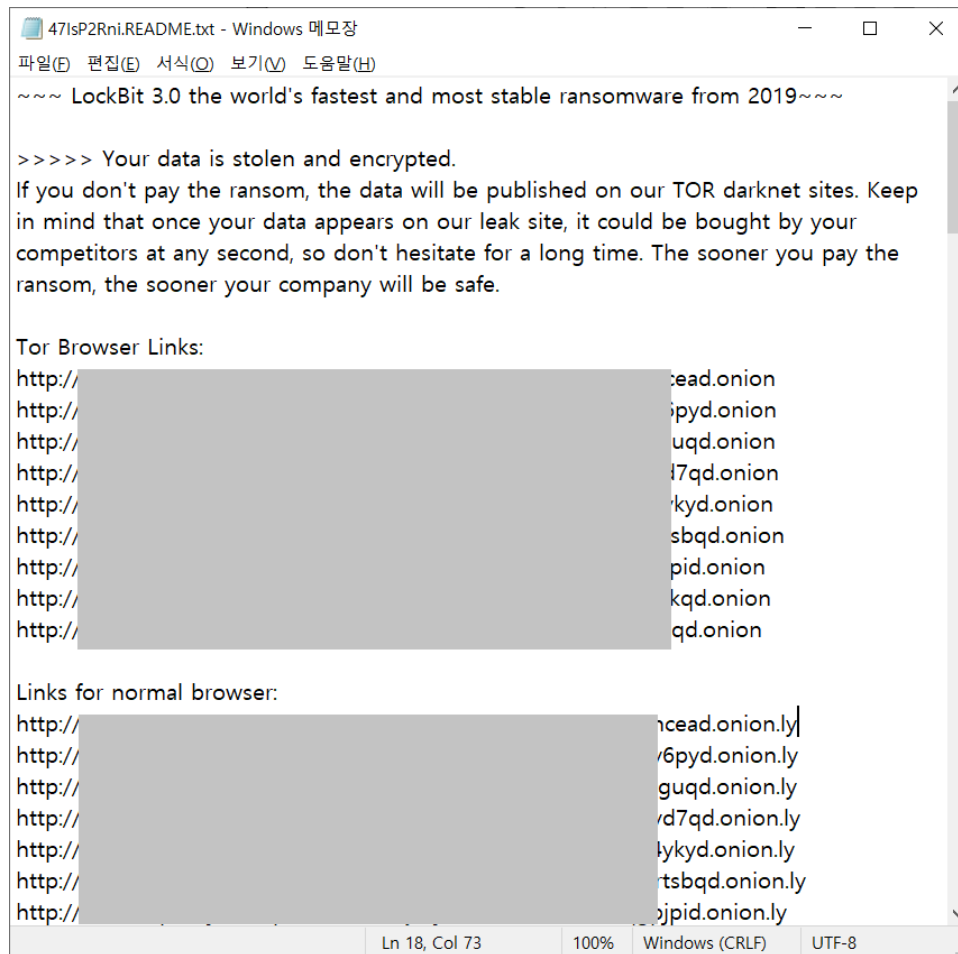 47IsP2Rni.README.txt - Windows 메모장
파일(F) 편집(E) 서식(O) 보기(V) 도움말(H)
~~~ LockBit 3.0 the world's fastest and most stable ransomware from 2019~~~
>>>>> Your data is stolen and encrypted.
If you don't pay the ransom, the data will be published on our TOR darknet sites. Keep
in mind that once your data appears on our leak site, it could be bought by your
competitors at any second, so don't hesitate for a long time. The sooner you pay the
ransom, the sooner your company will be safe.
Tor Browser Links:
http:// cead.onion
http:// 6pyd.onion
http:// uqd.onion
http:// d7qd.onion
http:// ykyd.onion
http:// sbqd.onion
http:// pid.onion
http:// kqd.onion
http:// qd.onion
Links for normal browser:
http:// ncead.onion.ly
http:// y6pyd.onion.ly
http:// guqd.onion.ly
http:// yd7qd.onion.ly
http:// 4ykyd.onion.ly
http:// rtsbqd.onion.ly
http:// jpid.onion.ly
Ln 18, Col 73 100% Windows (CRLF) UTF-8